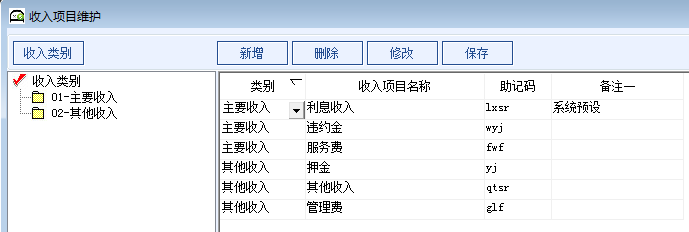 收入项目维护
收入类别 新增 删除 修改 保存
收入类别
01-主要收入
02-其他收入
类别 收入项目名称 助记码 备注一
主要收入 利息收入 lxsr 系统预设
主要收入 违约金 wyj
主要收入 服务费 fwf
其他收入 押金 yj
其他收入 其他收入 qtsr
其他收入 管理费 glf